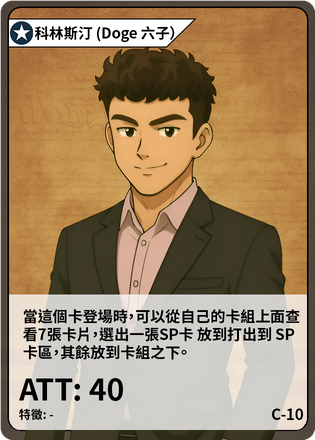 科林斯汀 (Doge 六子)
當這個卡登場時，可以從自己的卡組上面查
看7張卡片，選出一張SP卡 放到打出到 SP
卡區，其餘放到卡組之下。
ATT: 40
特徵: -
C-10